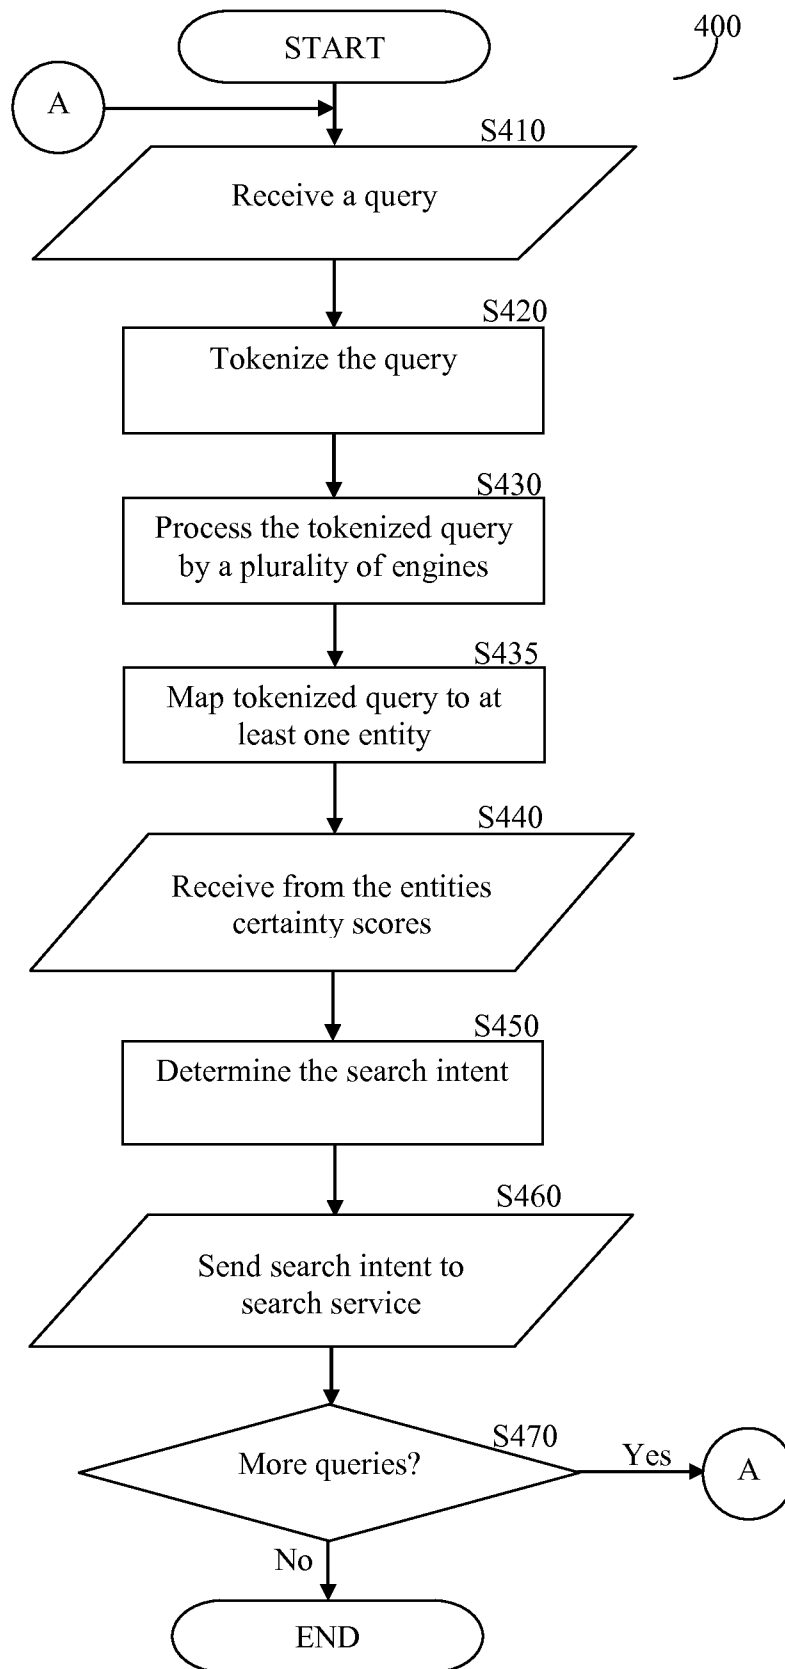 400
START
A
S410
Receive a query
S420
Tokenize the query
S430
Process the tokenized query
by a plurality of engines
S435
Map tokenized query to at
least one entity
S440
Receive from the entities
certainty scores
S450
Determine the search intent
S460
Send search intent to
search service
S470
More queries?
Yes
A
No
END